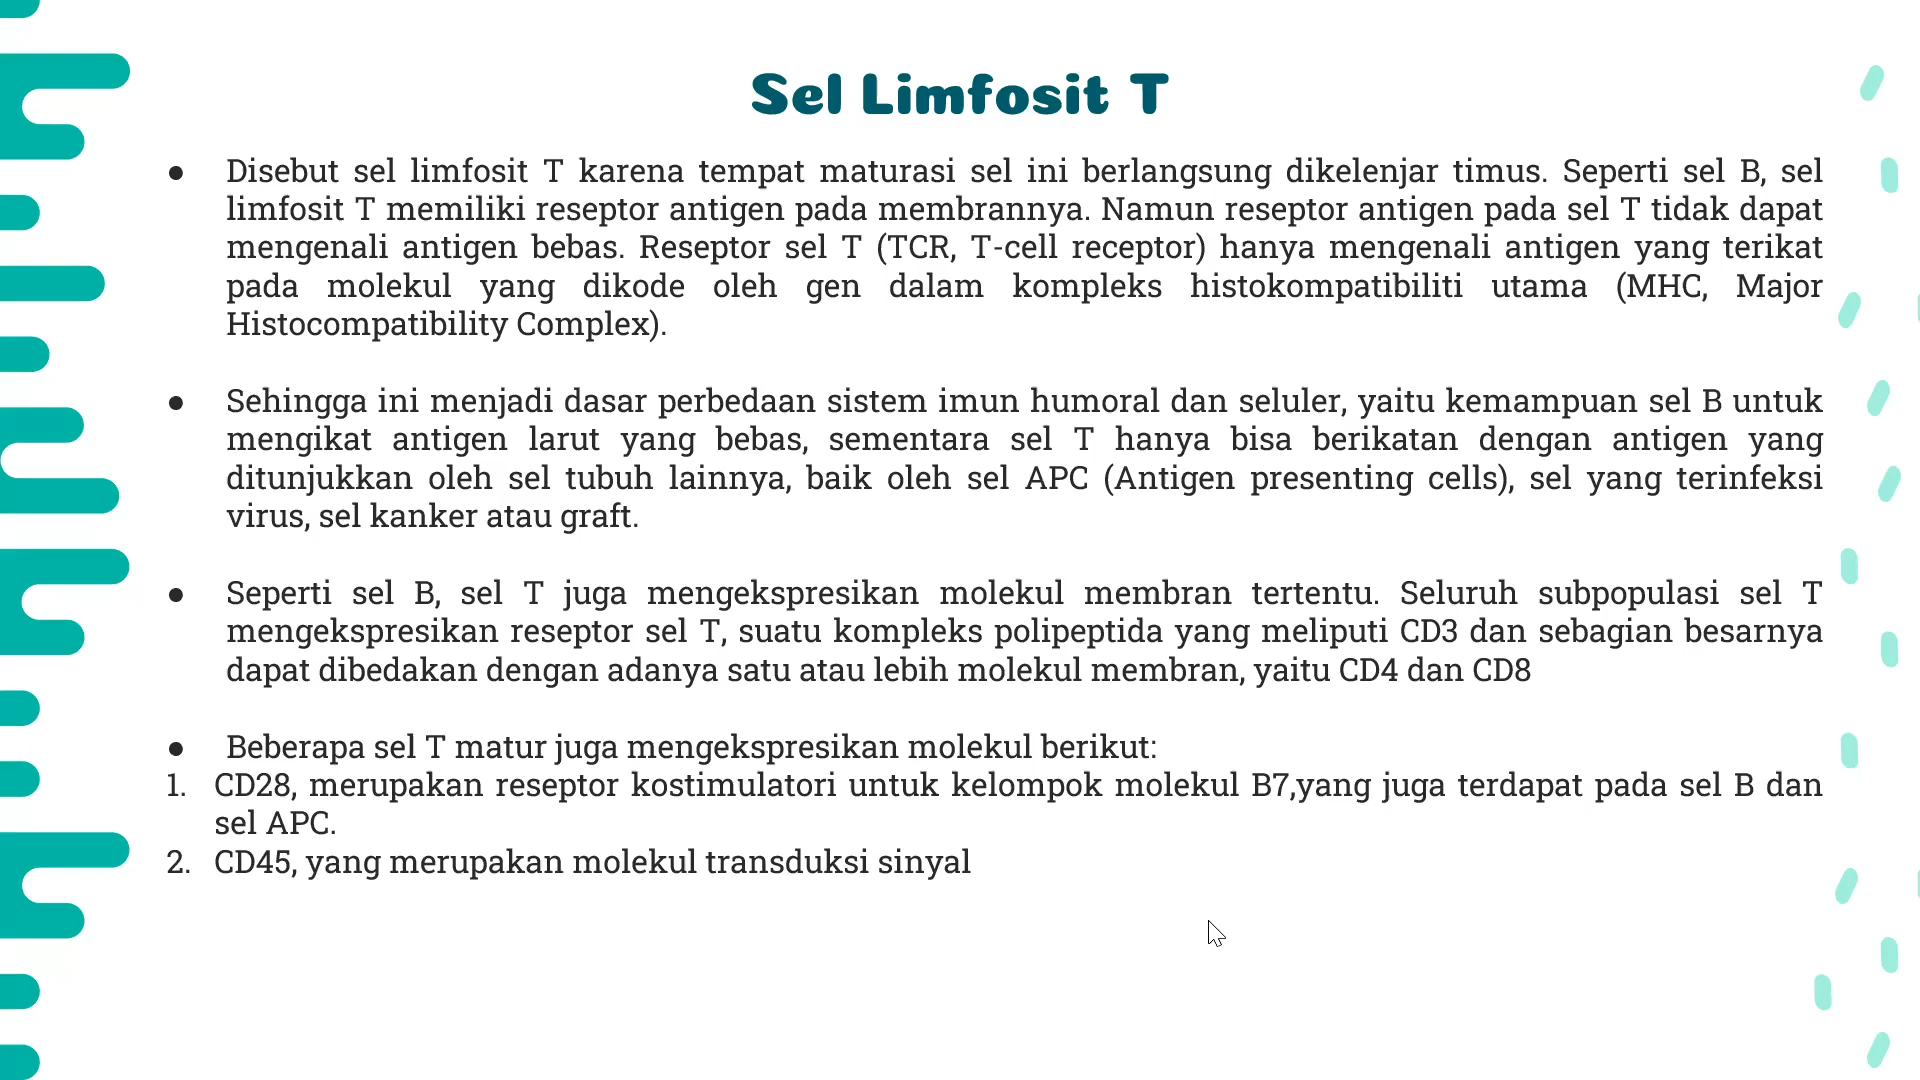 Sel Limfosit T
● Disebut sel limfosit T karena tempat maturasi sel ini berlangsung dikelenjar timus. Seperti sel B, sel
limfosit T memiliki reseptor antigen pada membrannya. Namun reseptor antigen pada sel T tidak dapat
mengenali antigen bebas. Reseptor sel T (TCR, T-cell receptor) hanya mengenali antigen yang terikat
pada molekul yang dikode oleh gen dalam kompleks histokompatibiliti utama (MHC, Major
Histocompatibility Complex).
● Sehingga ini menjadi dasar perbedaan sistem imun humoral dan seluler, yaitu kemampuan sel B untuk
mengikat antigen larut yang bebas, sementara sel T hanya bisa berikatan dengan antigen yang
ditunjukkan oleh sel tubuh lainnya, baik oleh sel APC (Antigen presenting cells), sel yang terinfeksi
virus, sel kanker atau graft.
● Seperti sel B, sel T juga mengekspresikan molekul membran tertentu. Seluruh subpopulasi sel T
mengekspresikan reseptor sel T, suatu kompleks polipeptida yang meliputi CD3 dan sebagian besarnya
dapat dibedakan dengan adanya satu atau lebih molekul membran, yaitu CD4 dan CD8
● Beberapa sel T matur juga mengekspresikan molekul berikut:
1. CD28, merupakan reseptor kostimulatori untuk kelompok molekul B7,yang juga terdapat pada sel B dan
sel APC.
2. CD45, yang merupakan molekul transduksi sinyal